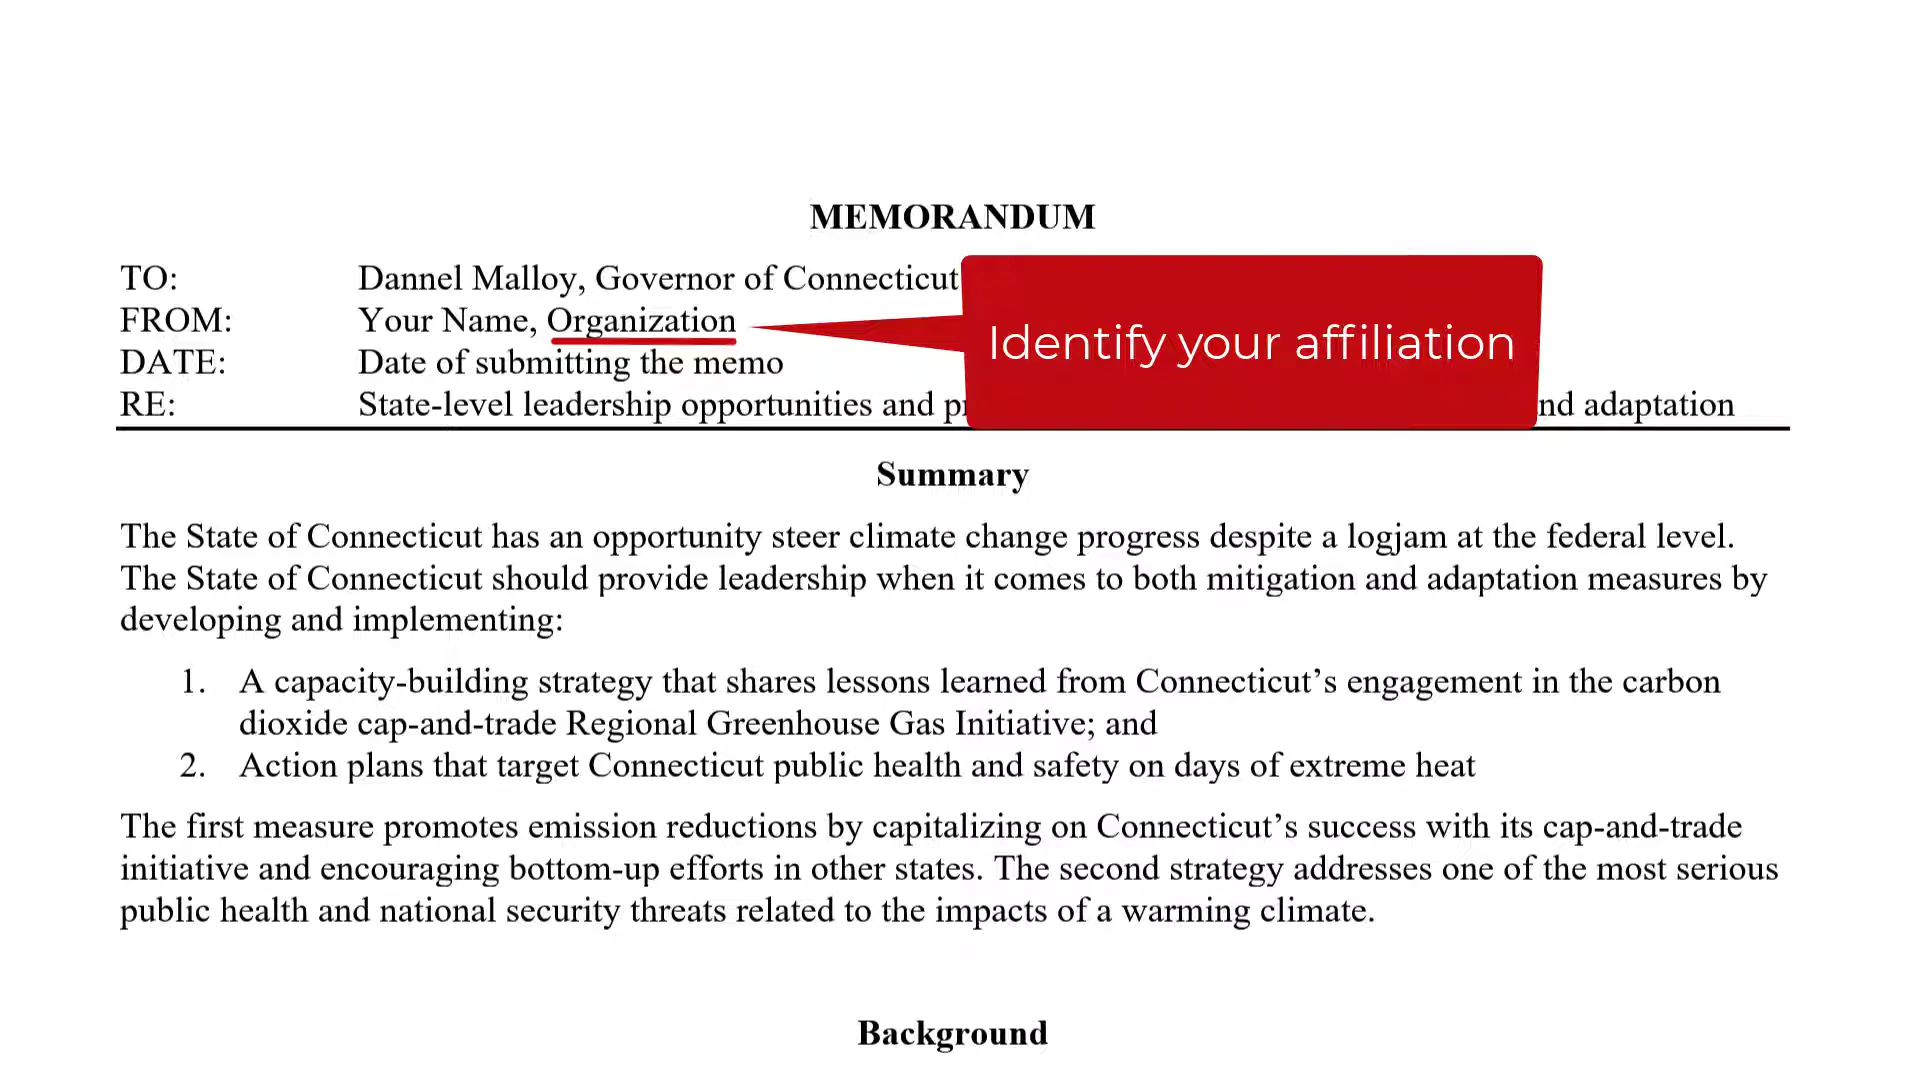 MEMORANDUM
TO: Dannel Malloy, Governor of Connecticut
FROM: Your Name, Organization
Identify your affiliation
DATE: Date of submitting the memo
RE: State-level leadership opportunities and nd adaptation
Summary
The State of Connecticut has an opportunity steer climate change progress despite a logjam at the federal level.
The State of Connecticut should provide leadership when it comes to both mitigation and adaptation measures by
developing and implementing:
1. A capacity-building strategy that shares lessons learned from Connecticut’s engagement in the carbon
dioxide cap-and-trade Regional Greenhouse Gas Initiative; and
2. Action plans that target Connecticut public health and safety on days of extreme heat
The first measure promotes emission reductions by capitalizing on Connecticut’s success with its cap-and-trade
initiative and encouraging bottom-up efforts in other states. The second strategy addresses one of the most serious
public health and national security threats related to the impacts of a warming climate.
Background